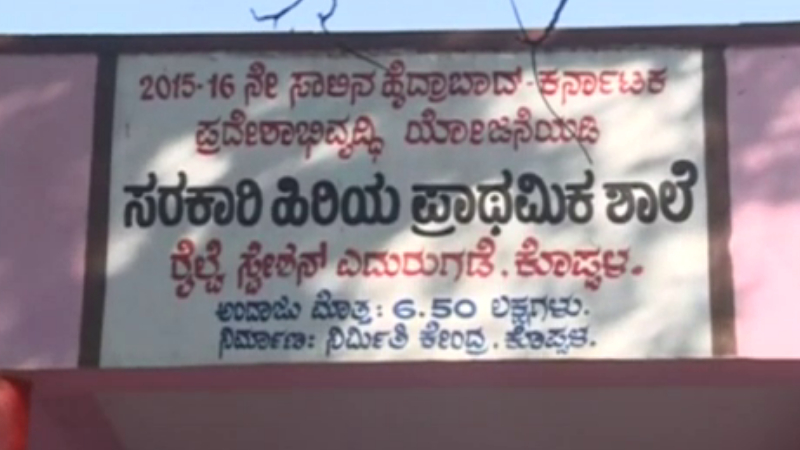 2015-16 ನೇ ಸಾಲಿನ ಹೈದ್ರಾಬಾದ್-ಕರ್ನಾಟಕ
ಪ್ರದೇಶಾಭಿವೃದ್ಧಿ ಯೋಜನೆಯಡಿ
ಸರಕಾರಿ ಹಿರಿಯ ಪ್ರಾಥಮಿಕ ಶಾಲೆ
ರೈಲ್ವೆ ಸ್ಟೇಶನ್ ಎದುರುಗಡೆ. ಕೊಪ್ಪಳ.
ಅಂದಾಜು ಮೊತ್ತ: 6.50 ಲಕ್ಷಗಳು.
ನಿರ್ಮಾಣ: ನಿರ್ಮಿತಿ ಕೇಂದ್ರ. ಕೊಪ್ಪಳ.